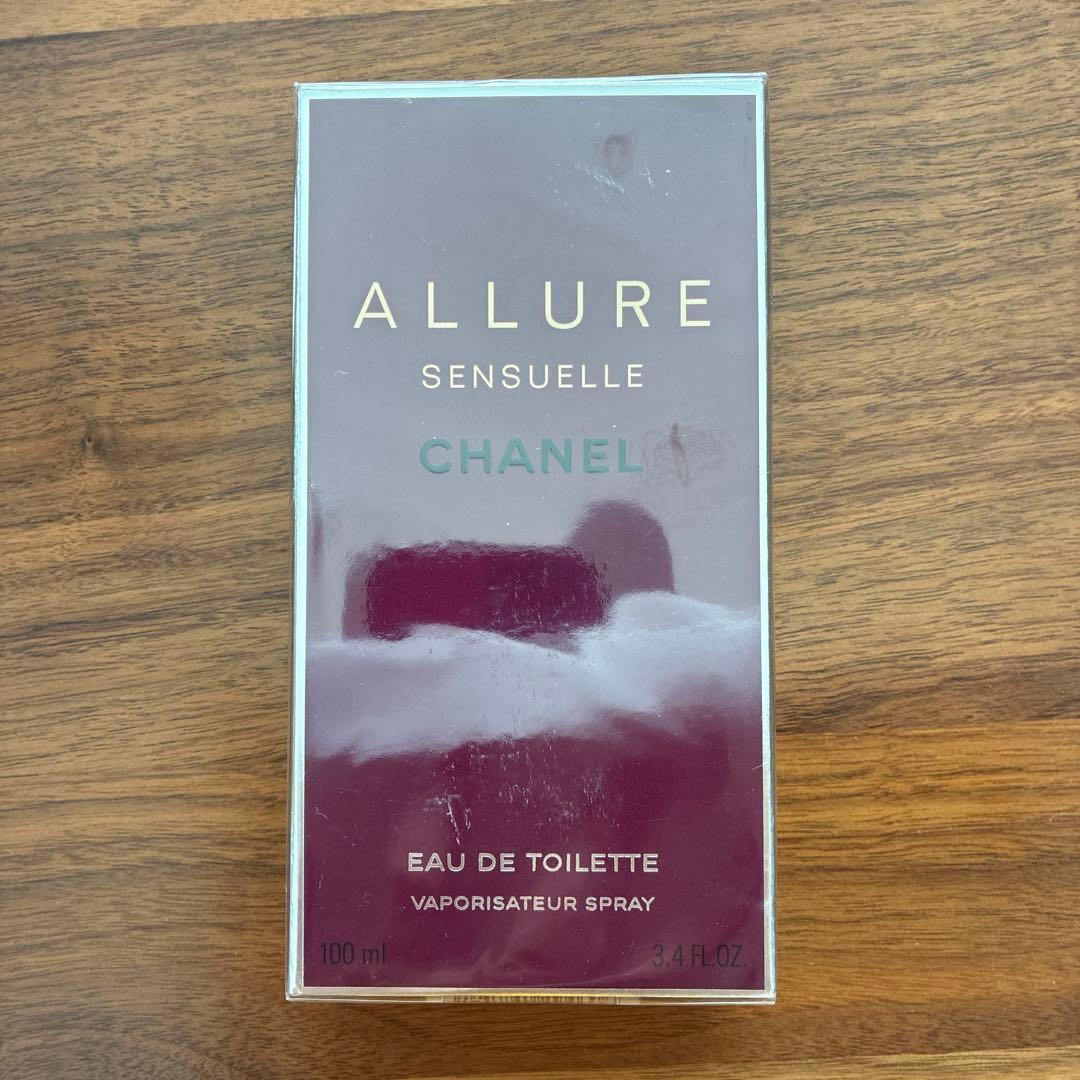 ALLURE
SENSUELLE
CHANEL
EAU DE TOILETTE
VAPORISATEUR SPRAY
100 ml 3.4 FL.OZ.